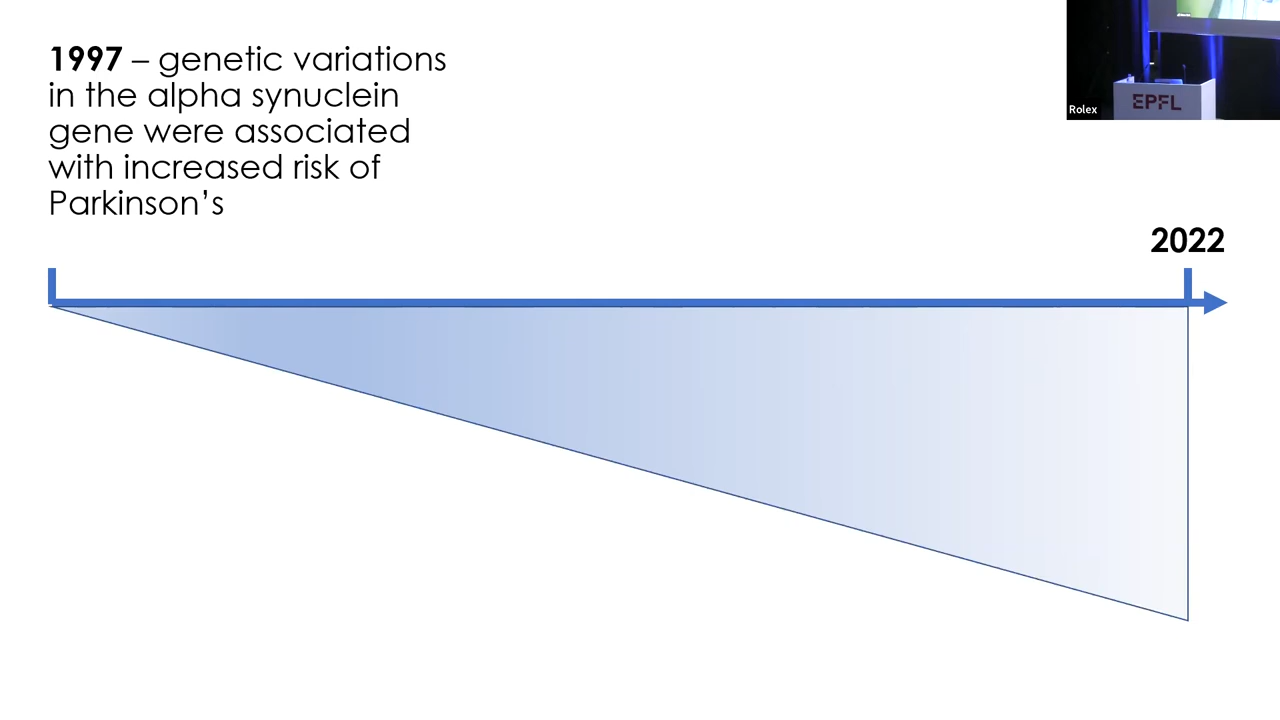 1997 – genetic variations
in the alpha synuclein
gene were associated
with increased risk of
Parkinson’s
EPFL
Rolex
2022